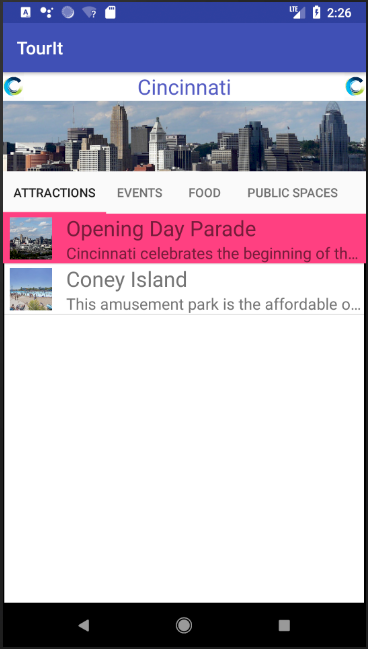 LTE 2:26
TourIt
Cincinnati
ATTRACTIONS EVENTS FOOD PUBLIC SPACES
Opening Day Parade
Cincinnati celebrates the beginning of th...
Coney Island
This amusement park is the affordable o...